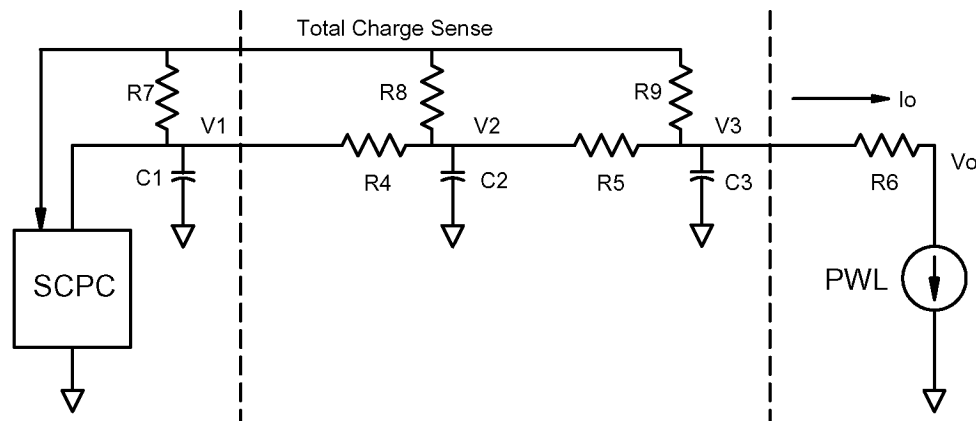 Total Charge Sense
R7
R8
R9
Io
V1
V2
V3
Vo
C1
R4
C2
R5
C3
R6
SCPC
PWL